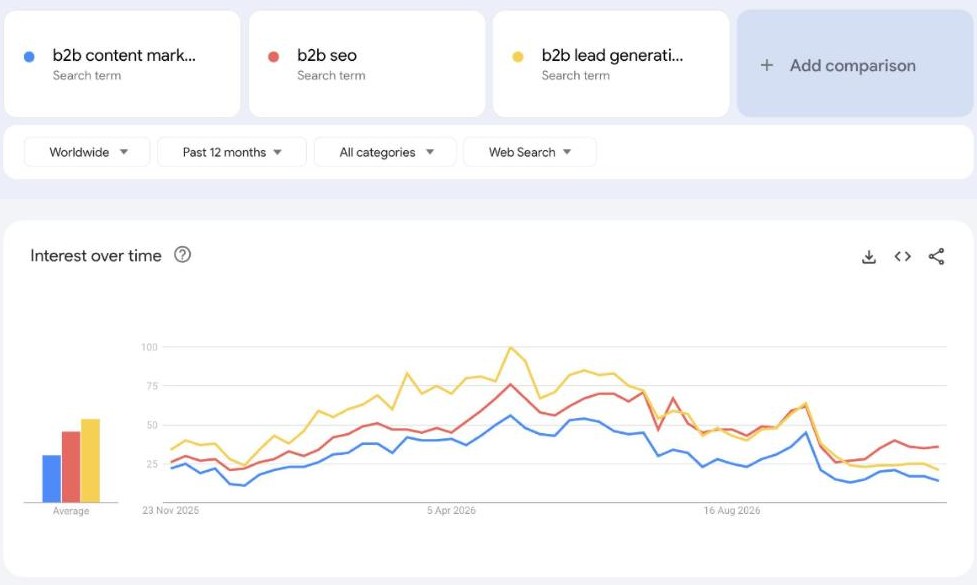 b2b content mark...
Search term
b2b seo
Search term
b2b lead generati...
Search term
+ Add comparison
Worldwide
Past 12 months
All categories
Web Search
Interest over time
?
100
75
50
25
Average
23 Nov 2025
5 Apr 2026
16 Aug 2026